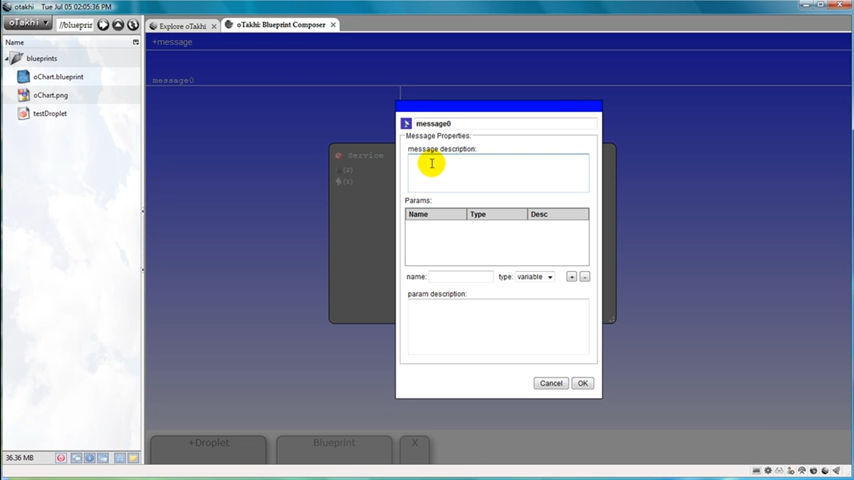 otakhi Tue Jul 05 02:05:36 PM
oTakhi
//blueprir
Explore oTakhi
oTakhi: Blueprint Composer
Name
blueprints
oChart.blueprint
oChart.png
testDroplet
+message
message0
Service
(2)
(1)
message0
Message Properties:
message description:
Params:
Name Type Desc
name: type: variable + -
param description:
Cancel OK
+Droplet Blueprint X
36.36 MB